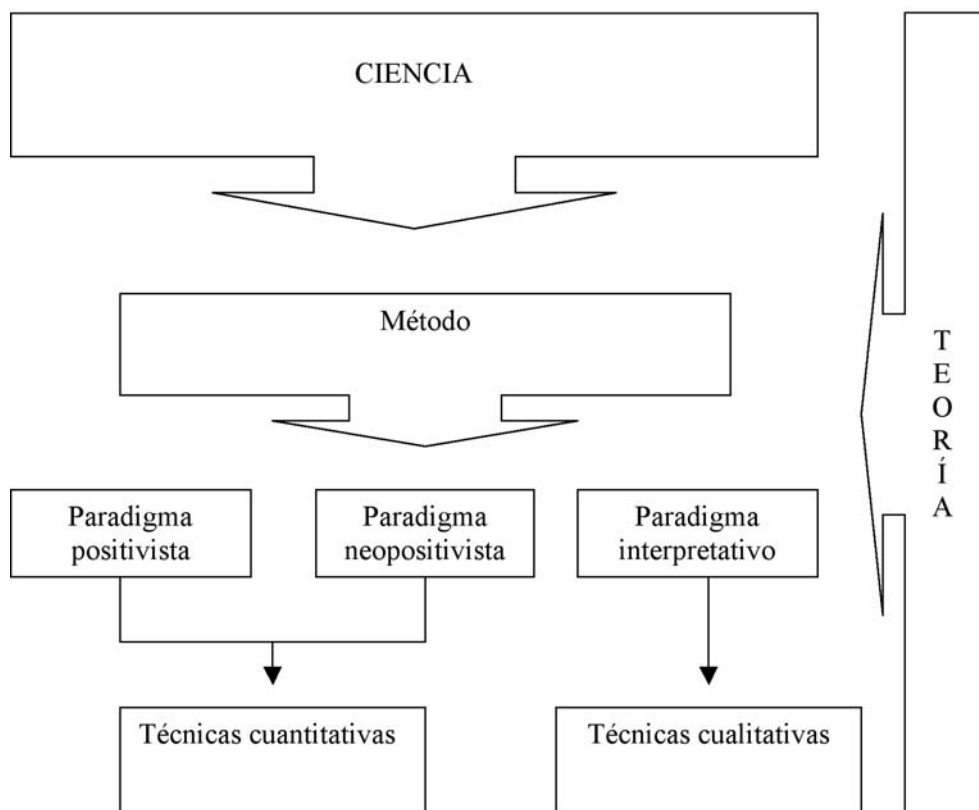 CIENCIA
Método
Paradigma
positivista
Paradigma
neopositivista
Paradigma
interpretativo
Técnicas cuantitativas
Técnicas cualitativas
T
E
O
R
Í
A